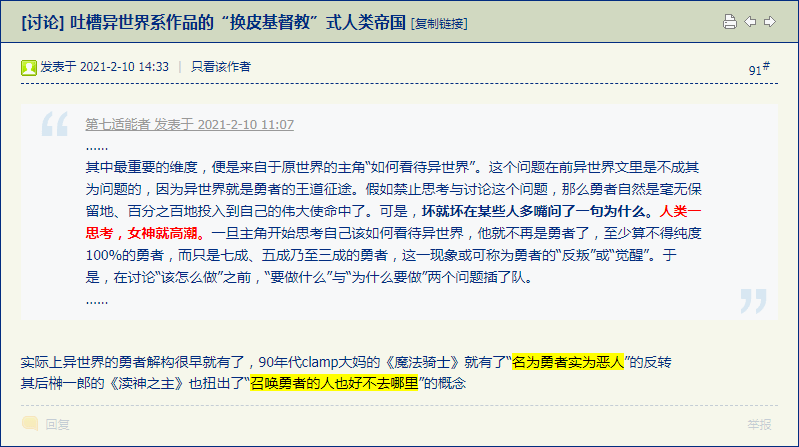 [讨论] 吐槽异世界系作品的“换皮基督教”式人类帝国 [复制链接]
发表于 2021-2-10 14:33 | 只看该作者
91#
第七适能者 发表于 2021-2-10 11:07
……
其中最重要的维度，便是来自于原世界的主角“如何看待异世界”。这个问题在前异世界文里是不成其
为问题的，因为异世界就是勇者的王道征途。假如禁止思考与讨论这个问题，那么勇者自然是毫无保
留地、百分之百地投入到自己的伟大使命中了。可是，坏就坏在某些人多嘴问了一句为什么。人类一
思考，女神就高潮。一旦主角开始思考自己该如何看待异世界，他就不再是勇者了，至少算不得纯度
100%的勇者，而只是七成、五成乃至三成的勇者，这一现象或可称为勇者的“反叛”或“觉醒”。于
是，在讨论“该怎么做”之前，“要做什么”与“为什么要做”两个问题插了队。
……
实际上异世界的勇者解构很早就有了，90年代clamp大妈的《魔法骑士》就有了“名为勇者实为恶人”的反转
其后榊一郎的《渎神之主》也扭出了“召唤勇者的人也好不去哪里”的概念
回复
举报